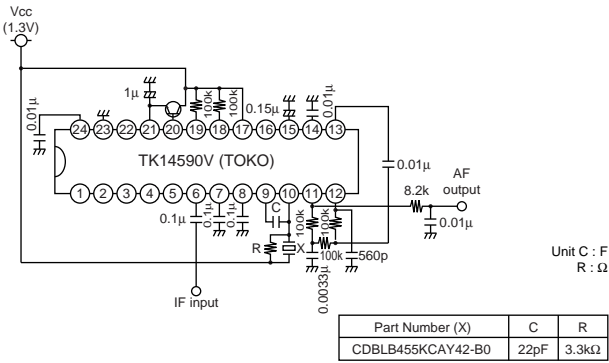 Vcc
(1.3V)
0.01μ
1μ
100k
100k
0.15μ
0.01μ
24 23 22 21 20 19 18 17 16 15 14 13
TK14590V (TOKO)
1 2 3 4 5 6 7 8 9 10 11 12
0.01μ
AF
output
8.2k
0.01μ
0.1μ
0.1μ
0.1μ
C
R
X
100k
100k
100k
560p
0.0033μ
IF input
Unit C : F
R : Ω
Part Number (X) C R
CDBLB455KCAY42-B0 22pF 3.3kΩ